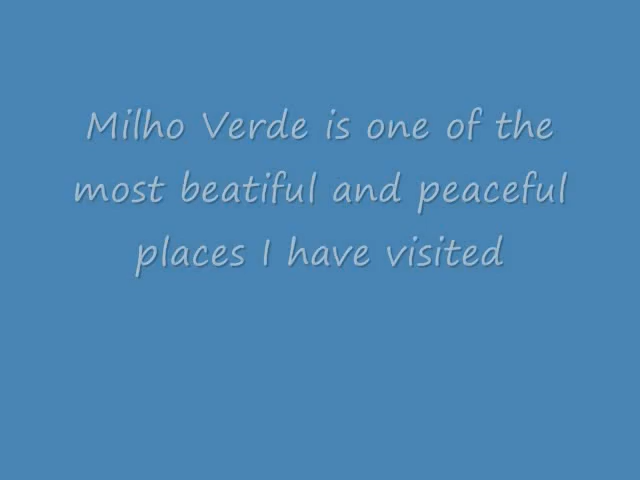 Milho Verde is one of the
most beatiful and peaceful
places I have visited